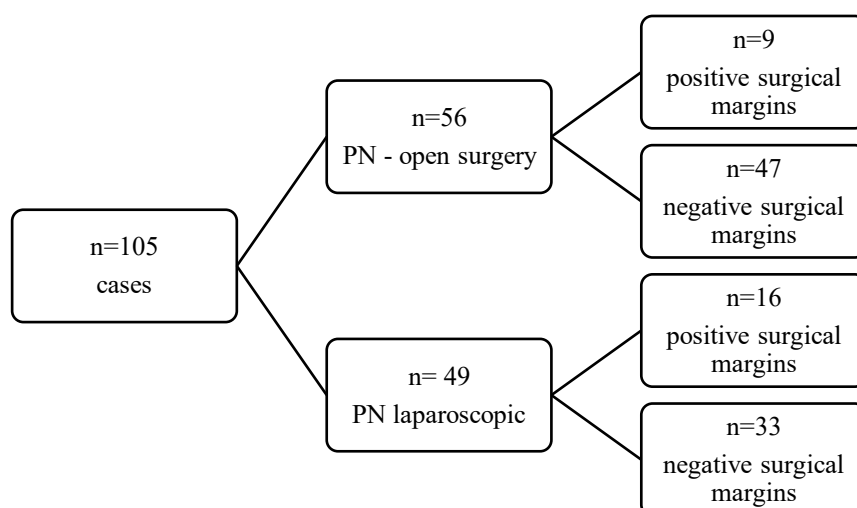 n=105
cases
n=56
PN - open surgery
n= 49
PN laparoscopic
n=9
positive surgical
margins
n=47
negative surgical
margins
n=16
positive surgical
margins
n=33
negative surgical
margins